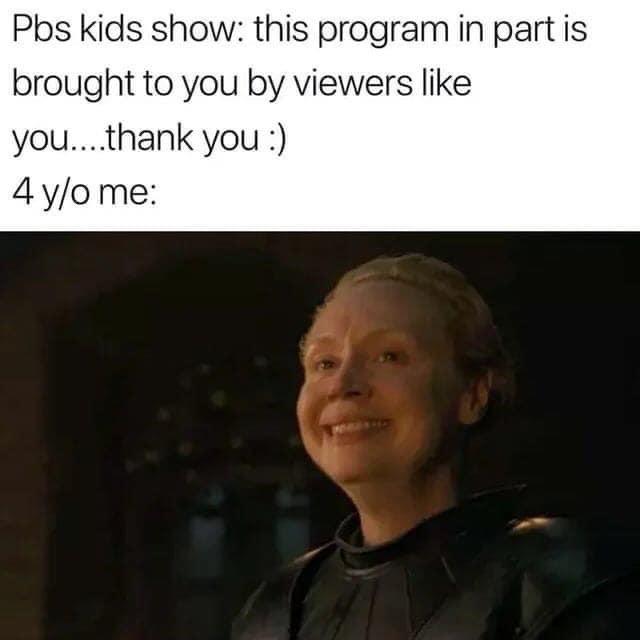 Pbs kids show: this program in part is
brought to you by viewers like
you....thank you :)
4 y/o me: